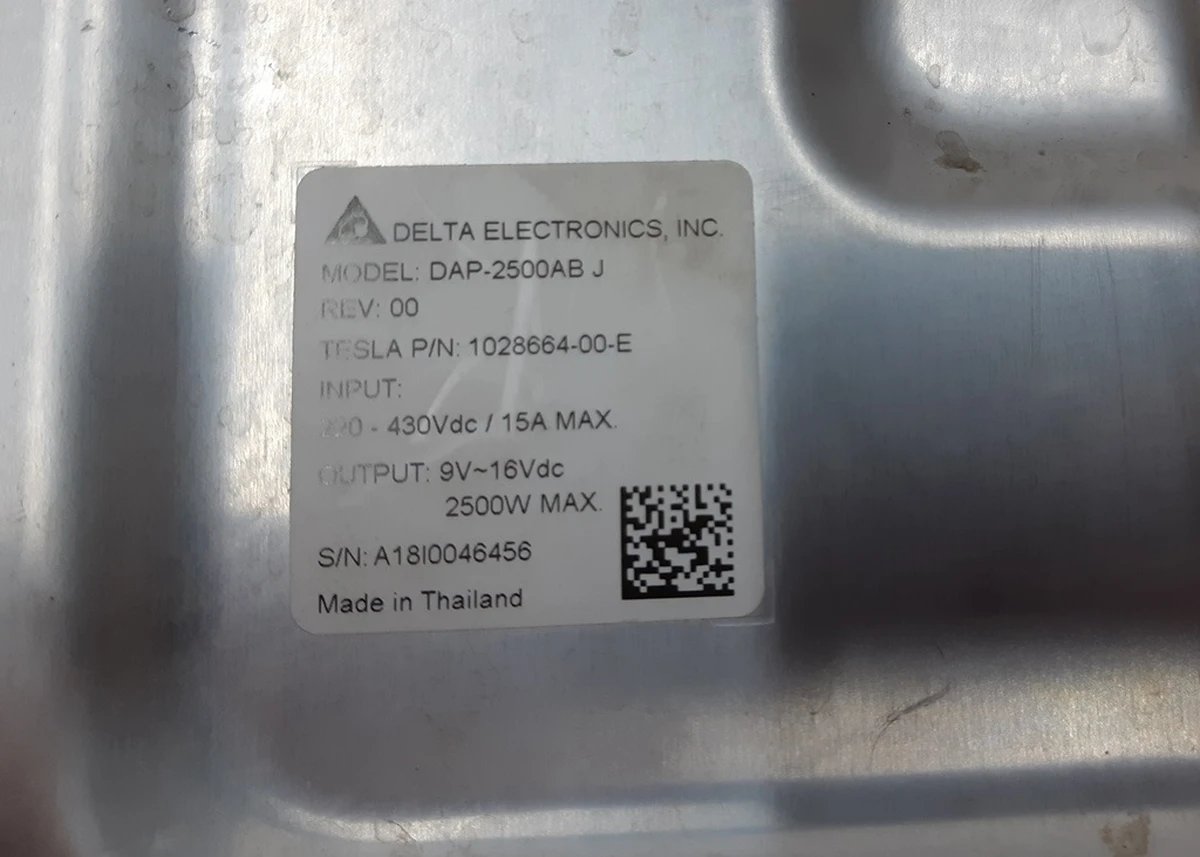 DELTA ELECTRONICS, INC.
MODEL: DAP-2500AB J
REV: 00
TESLA P/N: 1028664-00-E
INPUT:
- 430Vdc / 15A MAX.
OUTPUT: 9V~16Vdc
2500W MAX.
S/N: A18I0046456
Made in Thailand